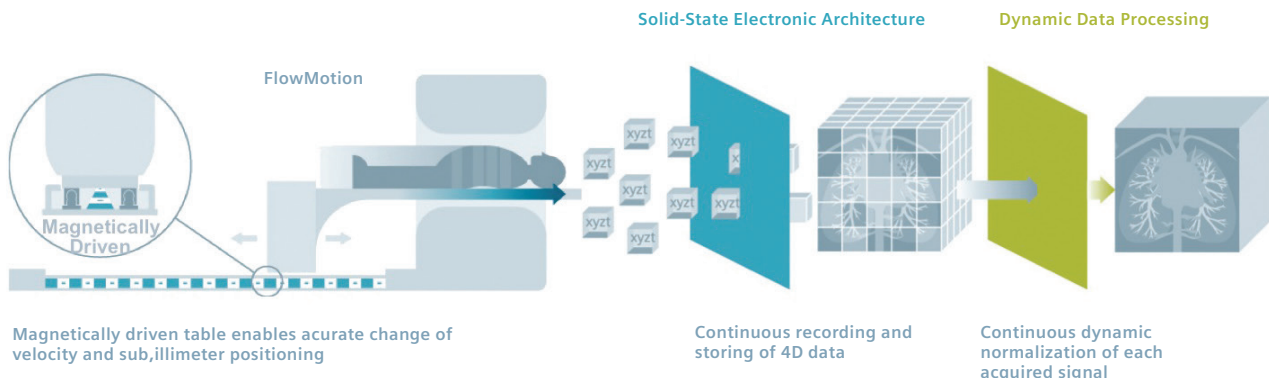 Solid-State Electronic Architecture
Dynamic Data Processing
FlowMotion
xyzt
xyzt
xyzt
xyzt
xyzt
xyzt
xyzt
xyzt
x
Magnetically
Driven
Magnetically driven table enables acurate change of
velocity and sub,illimeter positioning
Continuous recording and
storing of 4D data
Continuous dynamic
normalization of each
acquired signal